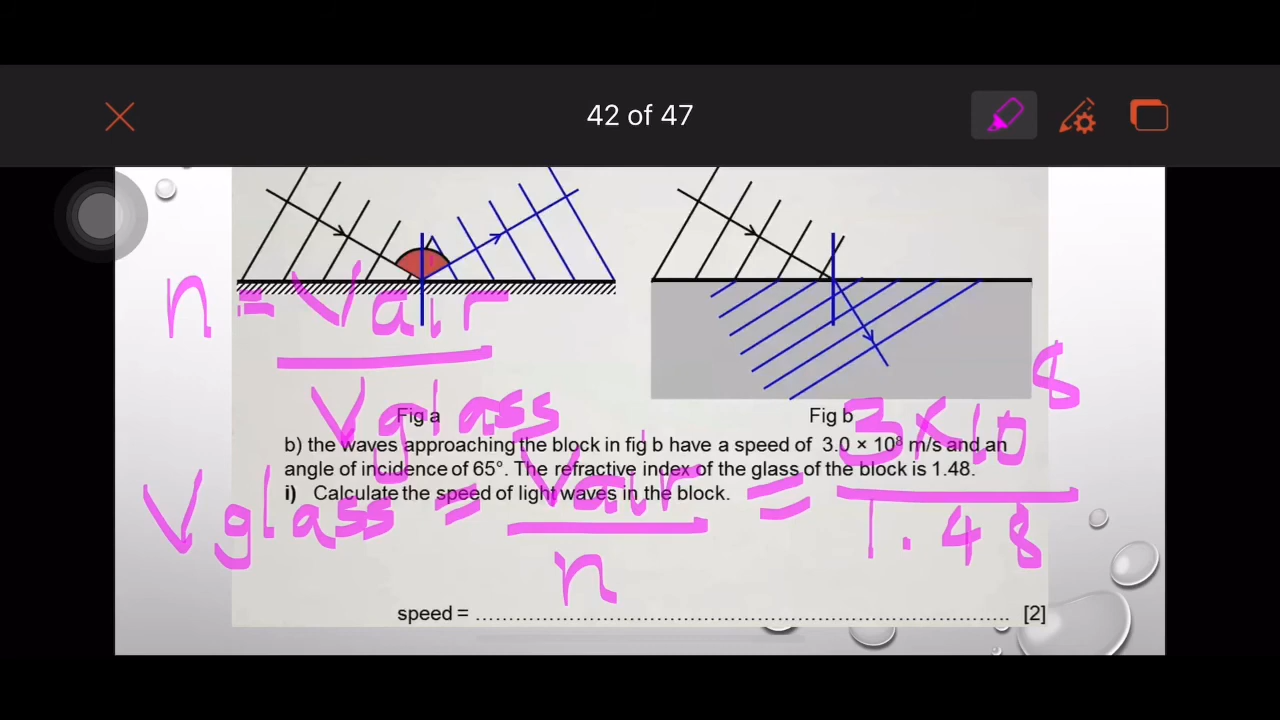 42 of 47
n = Vair
Vglass
Fig a
Fig b
b) the waves approaching the block in fig b have a speed of 3.0 × 10⁸ m/s and an
angle of incidence of 65°. The refractive index of the glass of the block is 1.48.
i) Calculate the speed of light waves in the block.
Vglass = Vair = 3×10⁸
n 1.48
speed = ........................................................................................... [2]